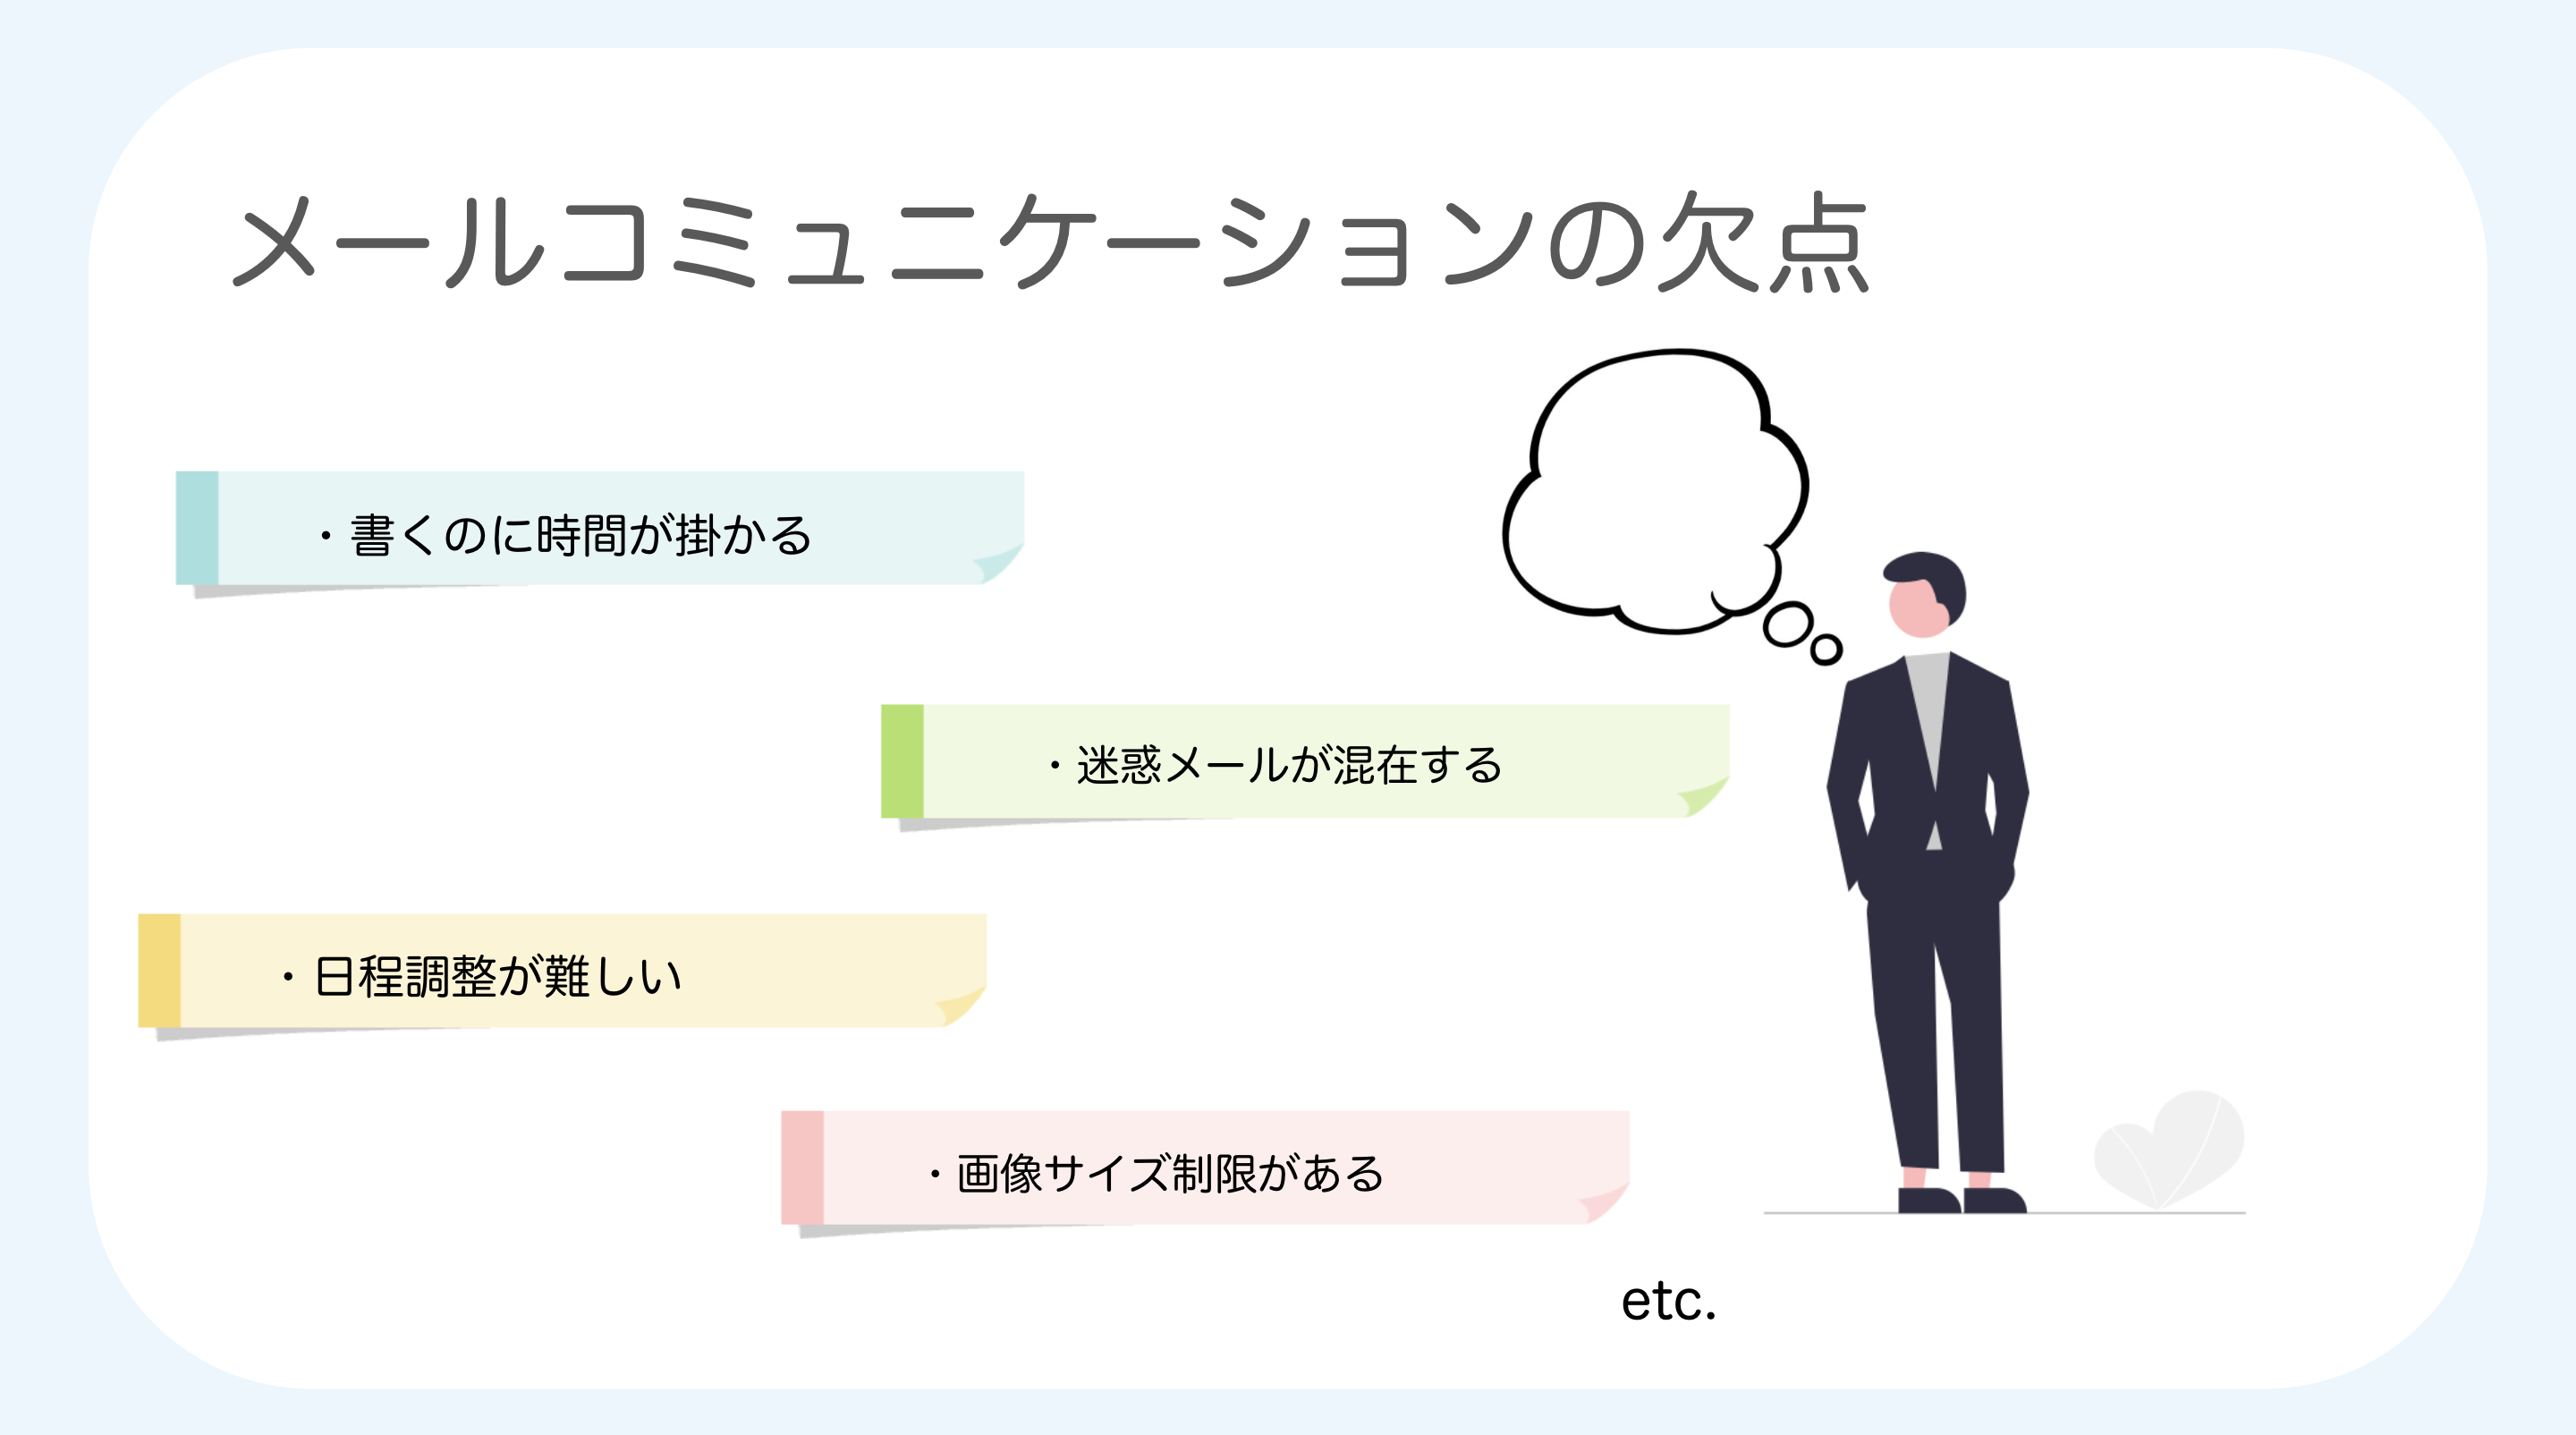 メールコミュニケーションの欠点
・書くのに時間が掛かる
・迷惑メールが混在する
・日程調整が難しい
・画像サイズ制限がある
etc.